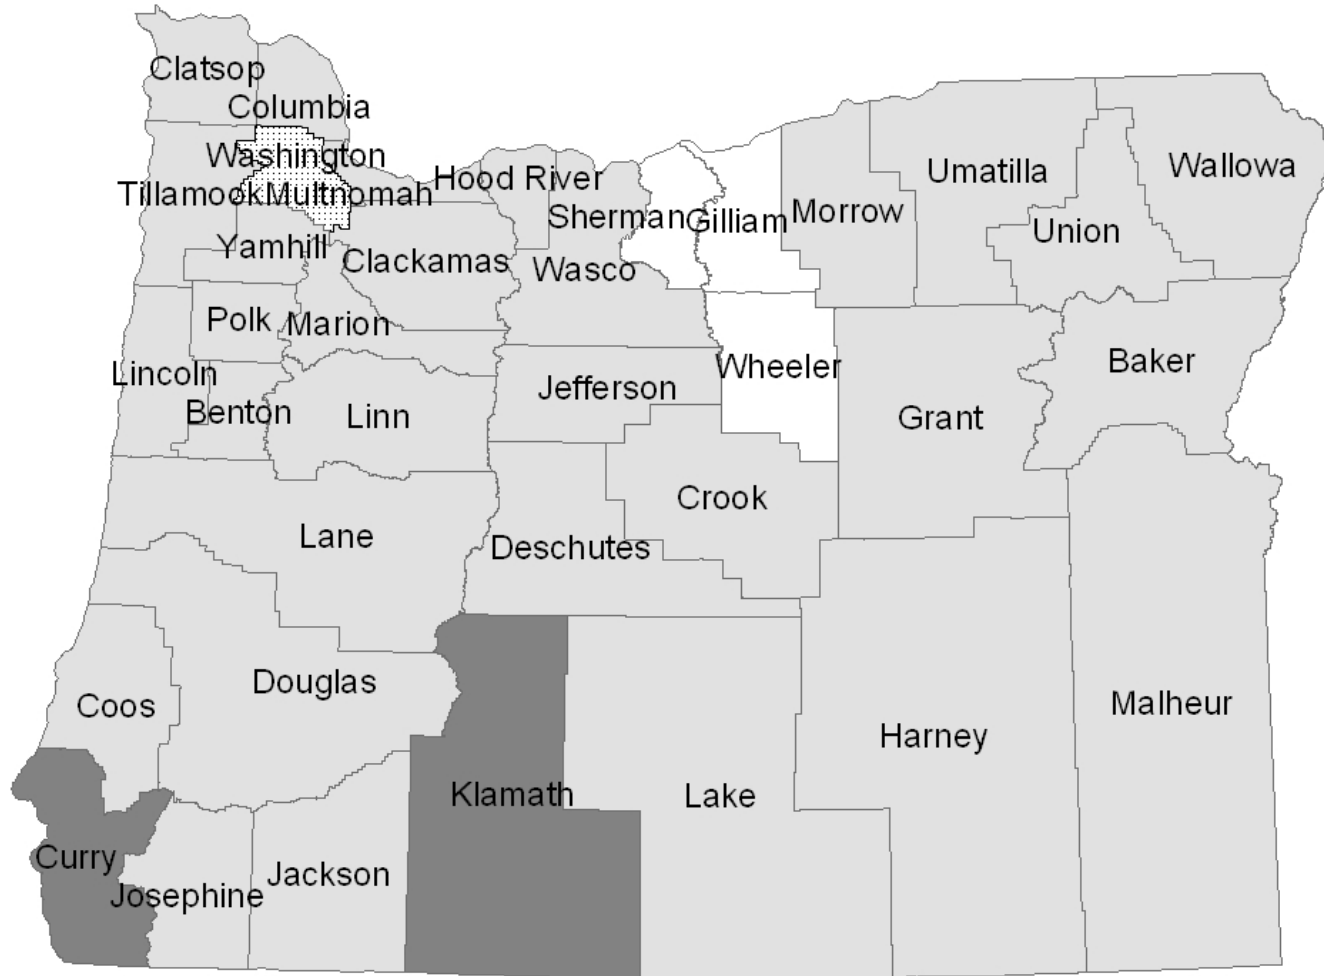 Clatsop
Columbia
Washington
Tillamook
Multnomah
Hood River
Sherman
Gilliam
Morrow
Umatilla
Wallowa
Union
Yamhill
Clackamas
Wasco
Polk
Marion
Lincoln
Jefferson
Wheeler
Baker
Benton
Linn
Grant
Crook
Lane
Deschutes
Douglas
Coos
Malheur
Harney
Klamath
Lake
Curry
Josephine
Jackson